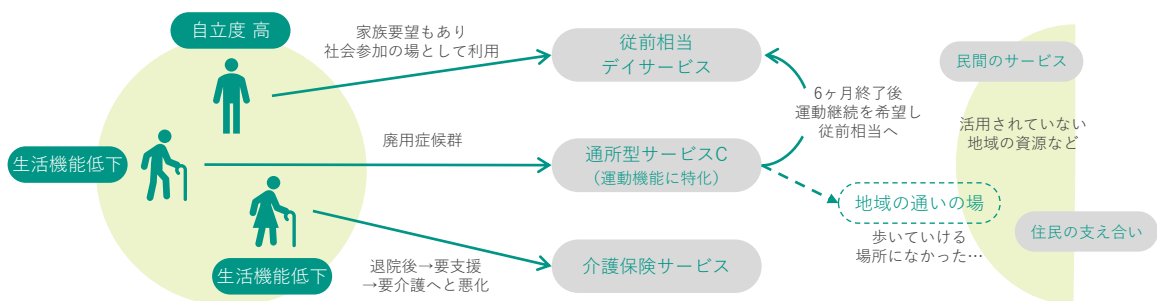 自立度 高
家族要望もあり
社会参加の場として利用
従前相当
デイサービス
民間のサービス
6ヶ月終了後
運動継続を希望し
従前相当へ
活用されていない
地域の資源など
廃用症候群
生活機能低下
通所型サービスC
（運動機能に特化）
地域の通いの場
歩いていける
場所になかった…
住民の支え合い
生活機能低下
退院後→要支援
→要介護へと悪化
介護保険サービス